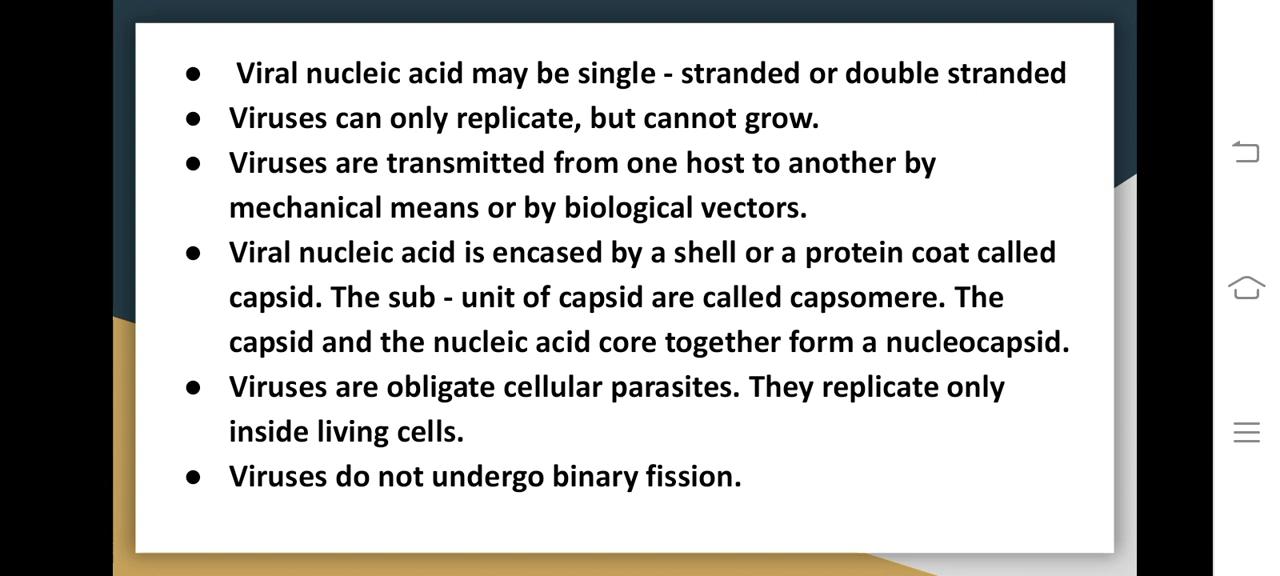 ● Viral nucleic acid may be single - stranded or double stranded
● Viruses can only replicate, but cannot grow.
● Viruses are transmitted from one host to another by
mechanical means or by biological vectors.
● Viral nucleic acid is encased by a shell or a protein coat called
capsid. The sub - unit of capsid are called capsomere. The
capsid and the nucleic acid core together form a nucleocapsid.
● Viruses are obligate cellular parasites. They replicate only
inside living cells.
● Viruses do not undergo binary fission.